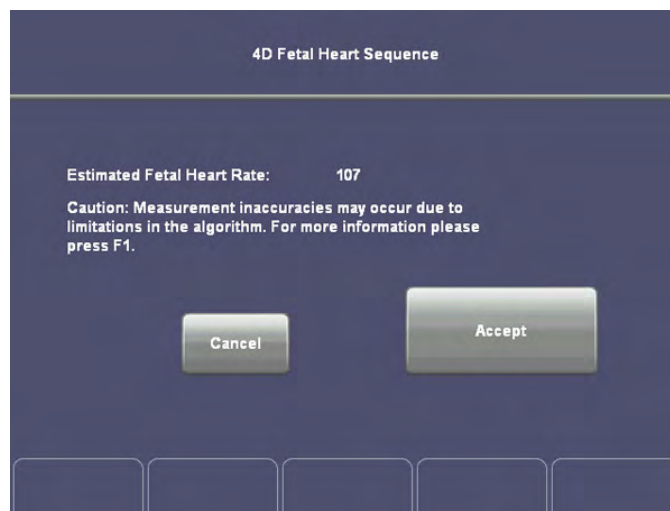 4D Fetal Heart Sequence
Estimated Fetal Heart Rate: 107
Caution: Measurement inaccuracies may occur due to
limitations in the algorithm. For more information please
press F1.
Cancel
Accept